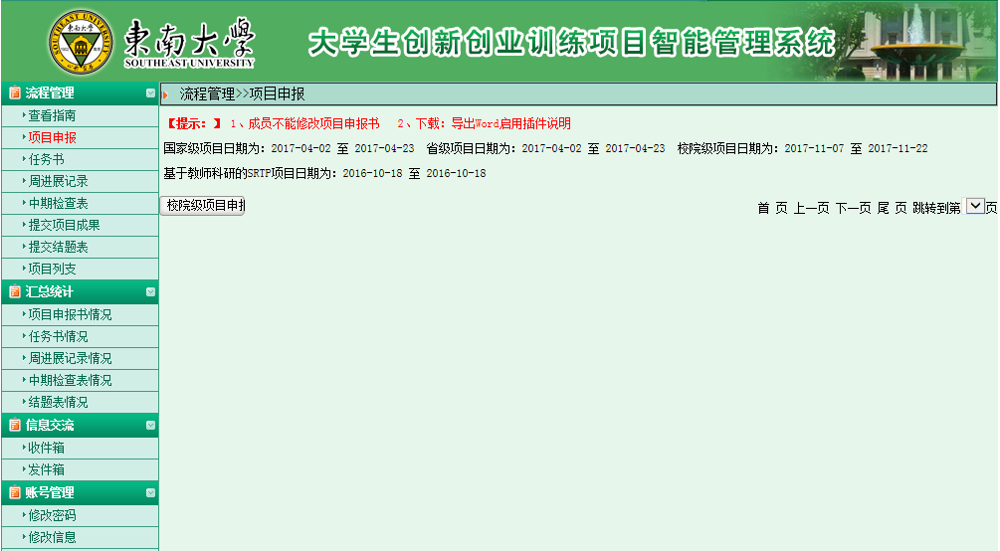 東南大學
SOUTHEAST UNIVERSITY
大学生创新创业训练项目智能管理系统
流程管理
查看指南
项目申报
任务书
周进展记录
中期检查表
提交项目成果
提交结题表
项目列支
汇总统计
项目申报书情况
任务书情况
周进展记录情况
中期检查表情况
结题表情况
信息交流
收件箱
发件箱
账号管理
修改密码
修改信息
流程管理>>项目申报
【提示：】 1、成员不能修改项目申报书 2、下载：导出Word启用插件说明
国家级项目日期为：2017-04-02 至 2017-04-23 省级项目日期为：2017-04-02 至 2017-04-23 校院级项目日期为：2017-11-07 至 2017-11-22
基于教师科研的SRTP项目日期为：2016-10-18 至 2016-10-18
校院级项目申
首 页 上一页 下一页 尾 页 跳转到第 页